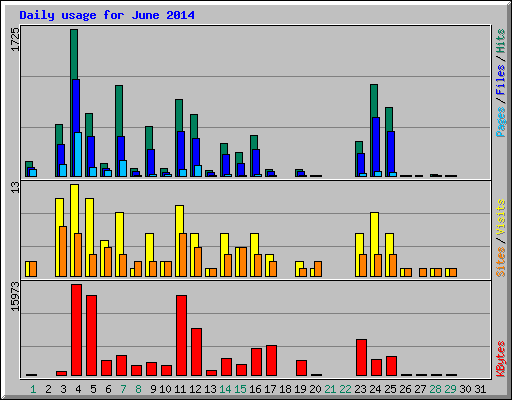 Daily usage for June 2014
1725
Pages / Files / Hits
13
Sites / Visits
15973
KBytes
1 2 3 4 5 6 7 8 9 10 11 12 13 14 15 16 17 18 19 20 21 22 23 24 25 26 27 28 29 30 31